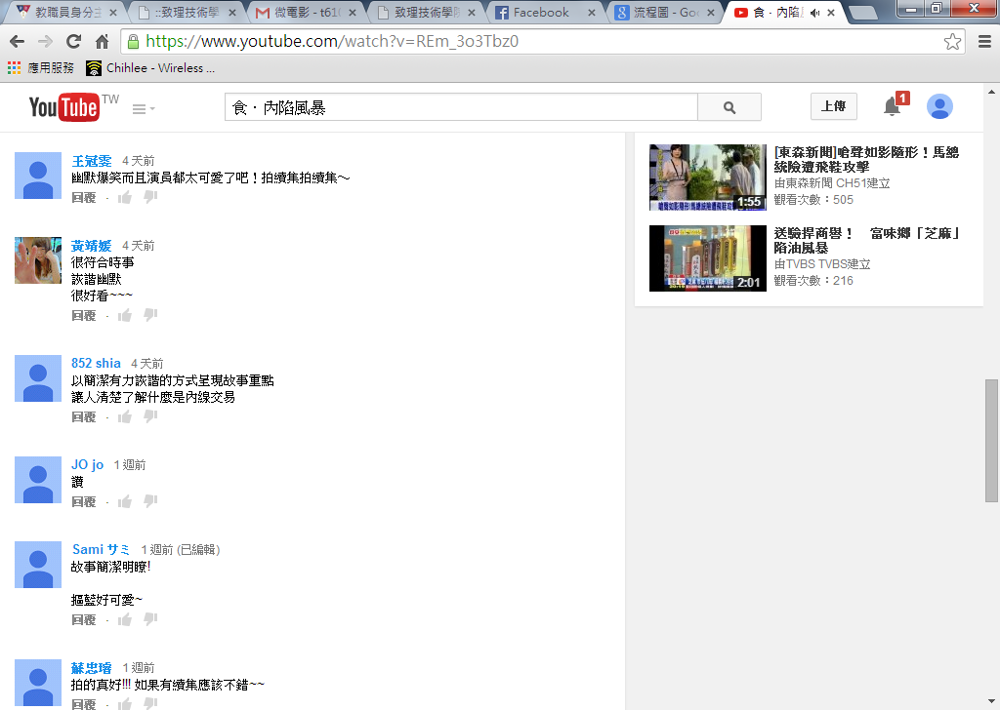 教職員身分主
::致理技術學
微電影 - t610
致理技術學院
Facebook
流程圖 - Goo
食．內陷風
https://www.youtube.com/watch?v=REm_3o3Tbz0
應用服務
Chihlee - Wireless ...
YouTube TW
食．內陷風暴
上傳
1
王冠雯 4 天前
幽默爆笑而且演員都太可愛了吧！拍續集拍續集～
回覆 ·
黃靖媛 4 天前
很符合時事
詼諧幽默
很好看~~~
回覆 ·
852 shia 4 天前
以簡潔有力詼諧的方式呈現故事重點
讓人清楚了解什麼是內線交易
回覆 ·
JO jo 1 週前
讚
回覆 ·
Sami サミ 1 週前 (已編輯)
故事簡潔明瞭!
摳藍好可愛~
回覆 ·
蘇忠璿 1 週前
拍的真好!!! 如果有續集應該不錯~~
回覆 ·
[東森新聞]嗆聲如影隨形！馬總
統險遭飛鞋攻擊
由東森新聞 CH51建立
觀看次數：505
1:55
送驗捍商譽！ 富味鄉「芝麻」
陷油風暴
由TVBS TVBS建立
觀看次數：216
2:01